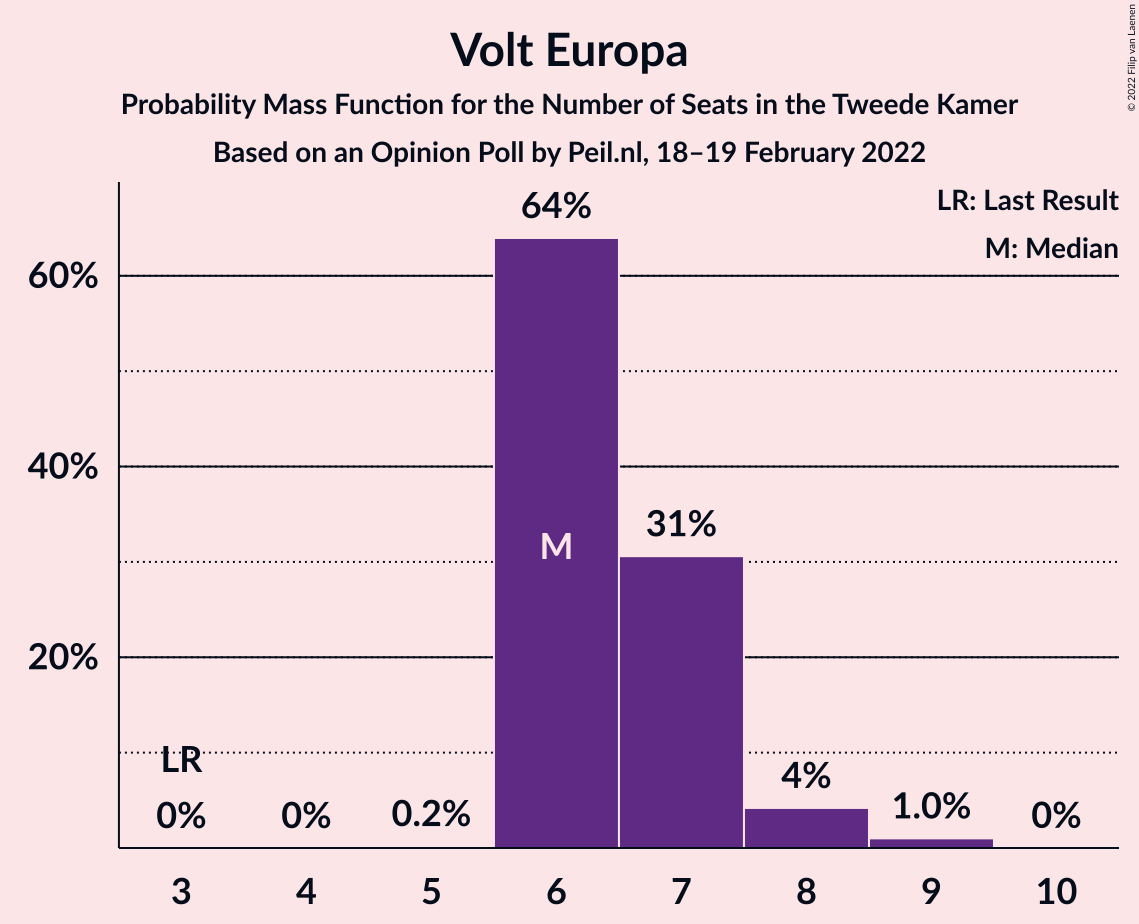 Volt Europa
Probability Mass Function for the Number of Seats in the Tweede Kamer
Based on an Opinion Poll by Peil.nl, 18–19 February 2022
© 2022 Filip van Laenen
LR: Last Result
M: Median
60%
40%
20%
LR
0%
0%
0.2%
64%
M
31%
4%
1.0%
0%
3 4 5 6 7 8 9 10